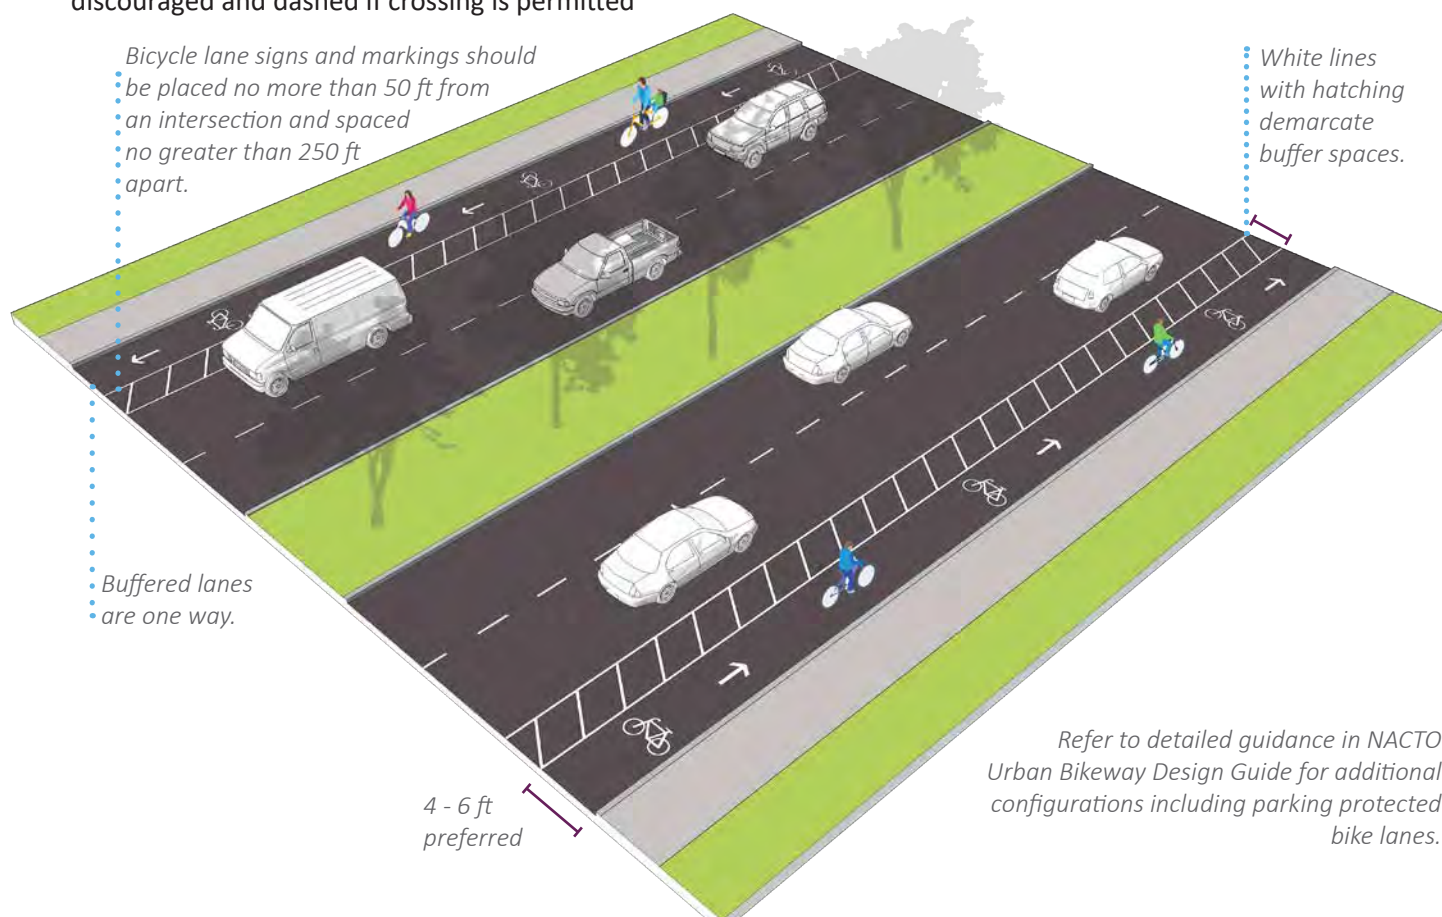 discouraged and dashed if crossing is permitted
Bicycle lane signs and markings should
be placed no more than 50 ft from
an intersection and spaced
no greater than 250 ft
apart.
White lines
with hatching
demarcate
buffer spaces.
Buffered lanes
are one way.
4 - 6 ft
preferred
Refer to detailed guidance in NACTO
Urban Bikeway Design Guide for additional
configurations including parking protected
bike lanes.